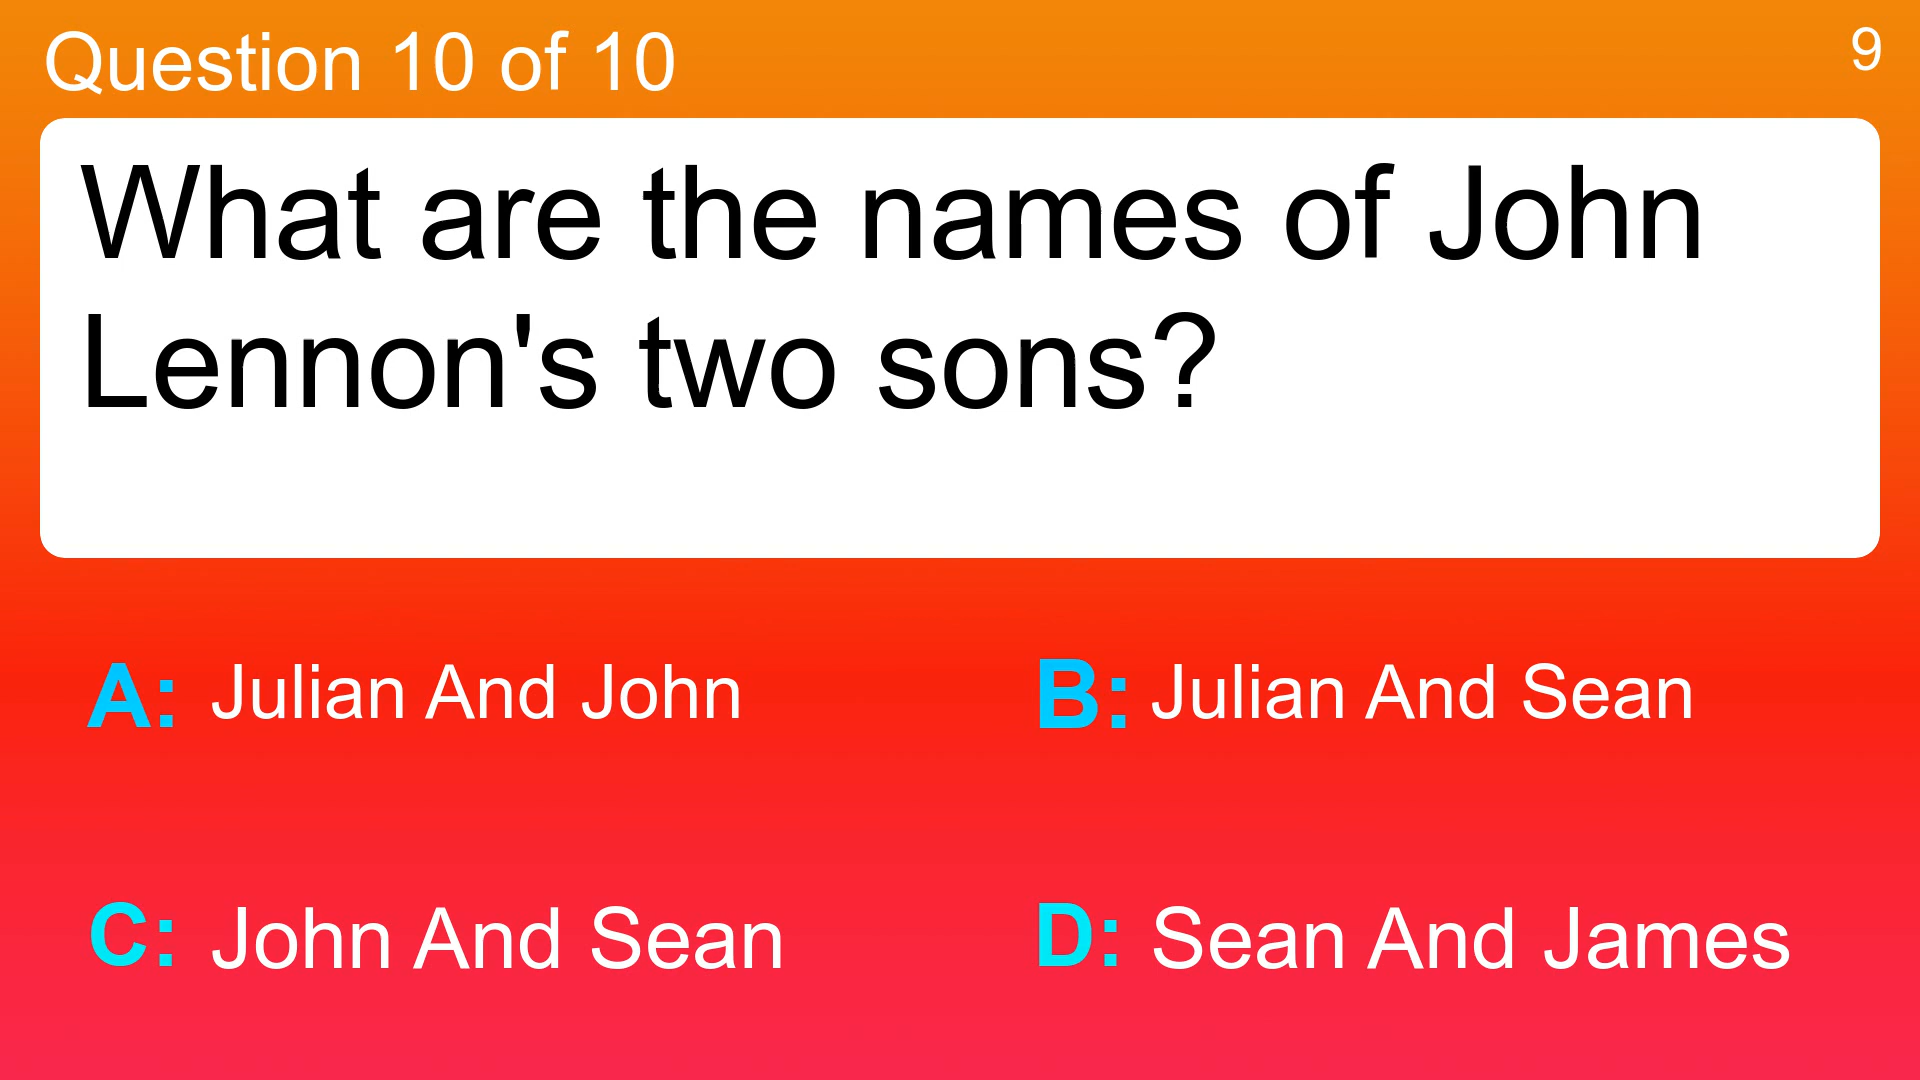 Question 10 of 10
9
What are the names of John
Lennon's two sons?
A: Julian And John
B: Julian And Sean
C: John And Sean
D: Sean And James